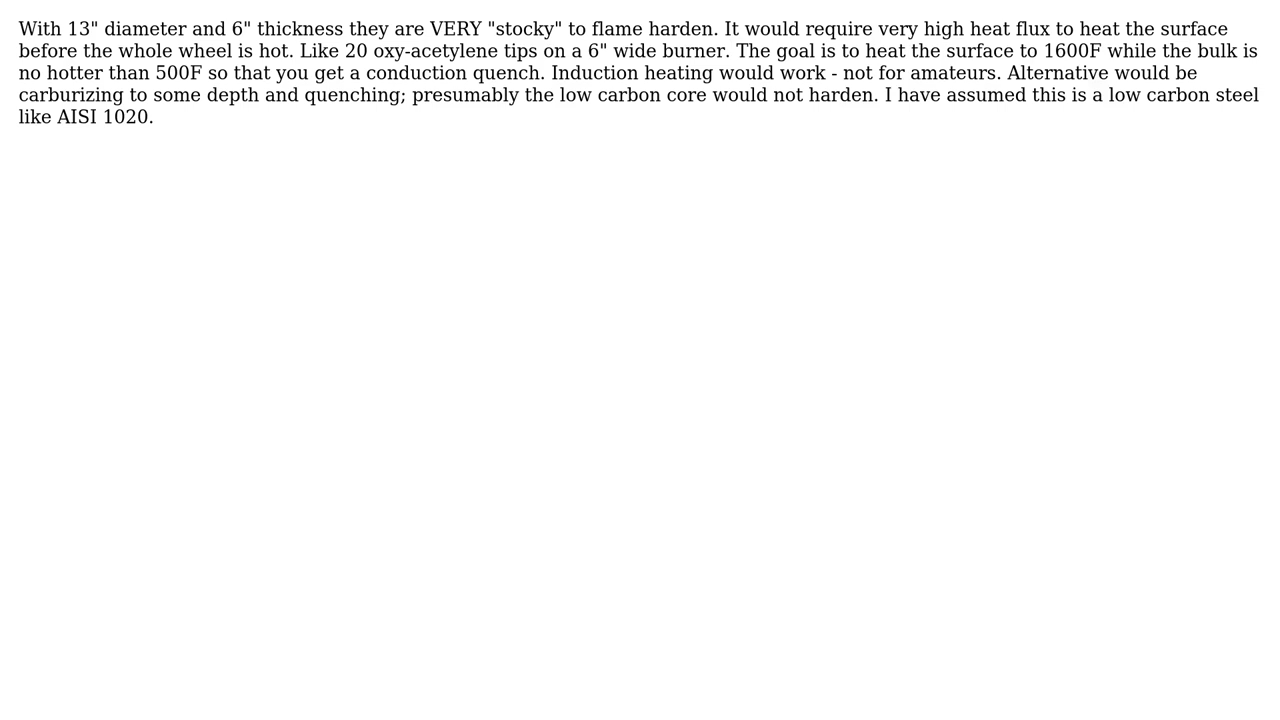 With 13" diameter and 6" thickness they are VERY "stocky" to flame harden. It would require very high heat flux to heat the surface
before the whole wheel is hot. Like 20 oxy-acetylene tips on a 6" wide burner. The goal is to heat the surface to 1600F while the bulk is
no hotter than 500F so that you get a conduction quench. Induction heating would work - not for amateurs. Alternative would be
carburizing to some depth and quenching; presumably the low carbon core would not harden. I have assumed this is a low carbon steel
like AISI 1020.